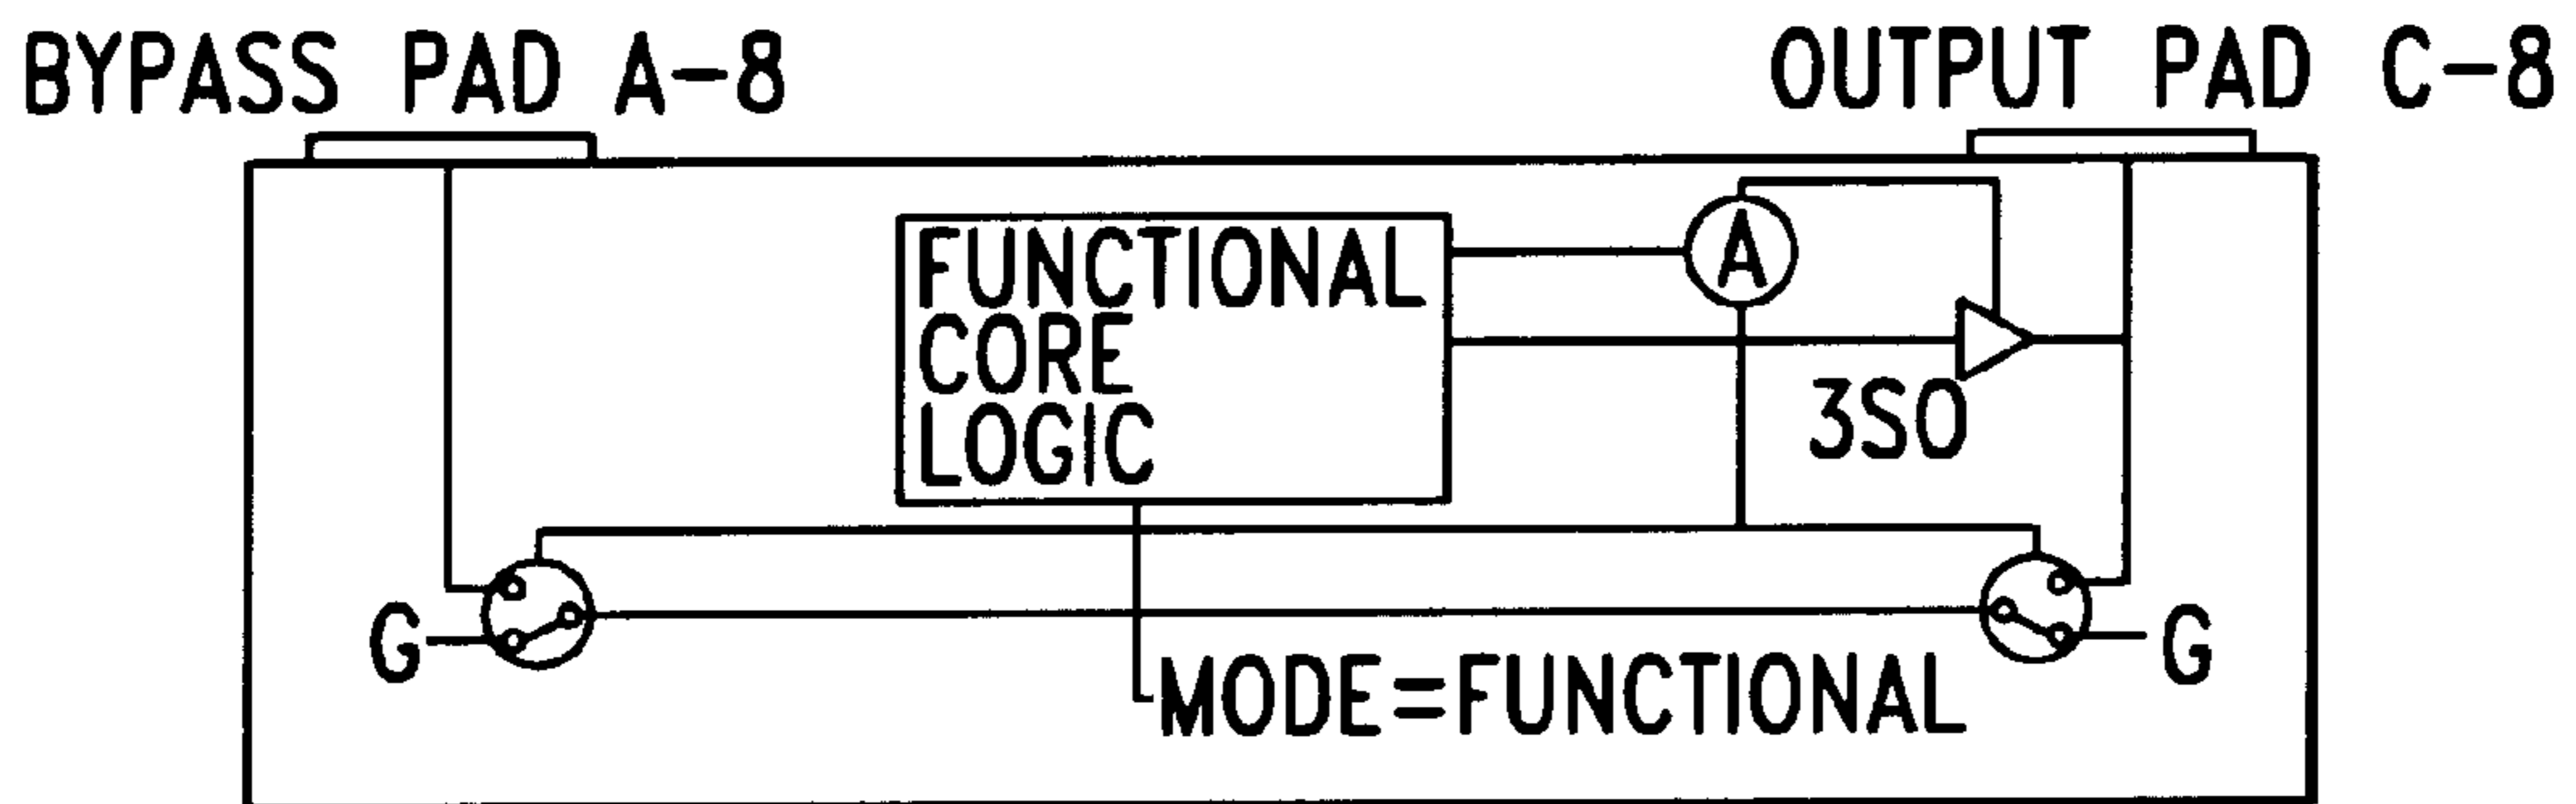 BYPASS PAD A-8
OUTPUT PAD C-8
FUNCTIONAL
CORE
LOGIC
A
3SO
G
G
MODE=FUNCTIONAL